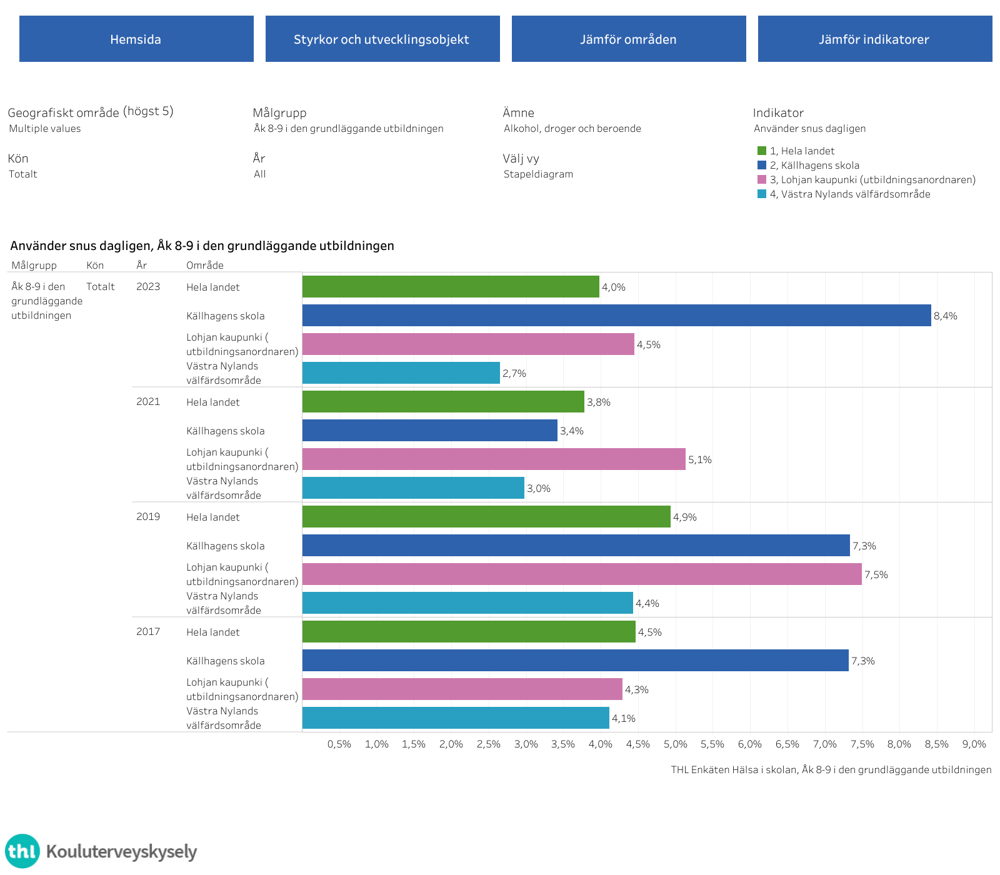 Hemsida
Styrkor och utvecklingsobjekt
Jämför områden
Jämför indikatorer
Geografiskt område (högst 5)
Multiple values
Målgrupp
Åk 8-9 i den grundläggande utbildningen
Ämne
Alkohol, droger och beroende
Indikator
Använder snus dagligen
Kön
Totalt
År
All
Välj vy
Stapeldiagram
1, Hela landet
2, Källhagens skola
3, Lohjan kaupunki (utbildningsanordnaren)
4, Västra Nylands välfärdsområde
Använder snus dagligen, Åk 8-9 i den grundläggande utbildningen
Målgrupp Kön År Område
Åk 8-9 i den
grundläggande
utbildningen
Totalt
2023
Hela landet
4,0%
Källhagens skola
8,4%
Lohjan kaupunki (
utbildningsanordnaren)
4,5%
Västra Nylands
välfärdsområde
2,7%
2021
Hela landet
3,8%
Källhagens skola
3,4%
Lohjan kaupunki (
utbildningsanordnaren)
5,1%
Västra Nylands
välfärdsområde
3,0%
2019
Hela landet
4,9%
Källhagens skola
7,3%
Lohjan kaupunki (
utbildningsanordnaren)
7,5%
Västra Nylands
välfärdsområde
4,4%
2017
Hela landet
4,5%
Källhagens skola
7,3%
Lohjan kaupunki (
utbildningsanordnaren)
4,3%
Västra Nylands
välfärdsområde
4,1%
0,5% 1,0% 1,5% 2,0% 2,5% 3,0% 3,5% 4,0% 4,5% 5,0% 5,5% 6,0% 6,5% 7,0% 7,5% 8,0% 8,5% 9,0%
THL Enkäten Hälsa i skolan, Åk 8-9 i den grundläggande utbildningen
thl Kouluterveyskysely